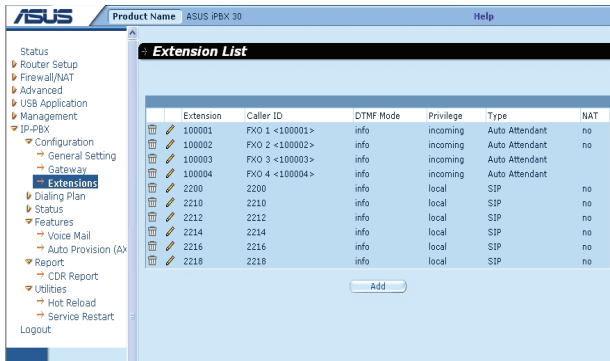 ASUS
Product Name ASUS iPBX 30 Help
Status
Router Setup
Firewall/NAT
Advanced
USB Application
Management
IP-PBX
Configuration
General Setting
Gateway
Extensions
Dialing Plan
Status
Features
Voice Mail
Auto Provision (AX
Report
CDR Report
Utilities
Hot Reload
Service Restart
Logout
Extension List
Extension Caller ID DTMF Mode Privilege Type NAT
100001 FXO 1 <100001> info incoming Auto Attendant no
100002 FXO 2 <100002> info incoming Auto Attendant no
100003 FXO 3 <100003> info incoming Auto Attendant
100004 FXO 4 <100004> info incoming Auto Attendant
2200 2200 info local SIP no
2210 2210 info local SIP no
2212 2212 info local SIP no
2214 2214 info local SIP no
2216 2216 info local SIP no
2218 2218 info local SIP no
Add